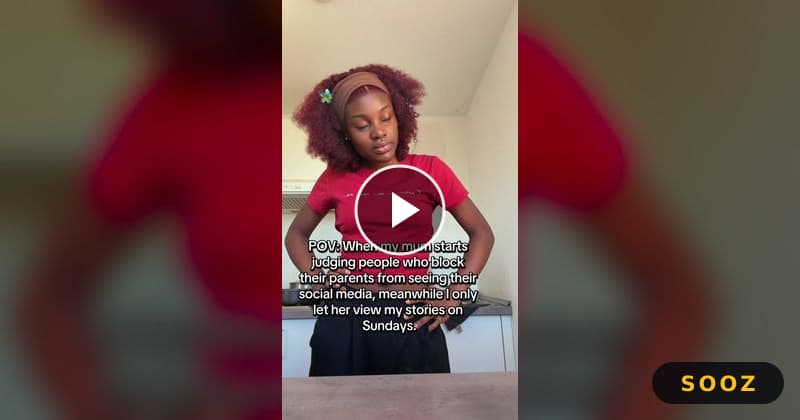 POV: When my mum starts
judging people who block
their parents from seeing their
social media, meanwhile I only
let her view my stories on
Sundays.
SOOZ